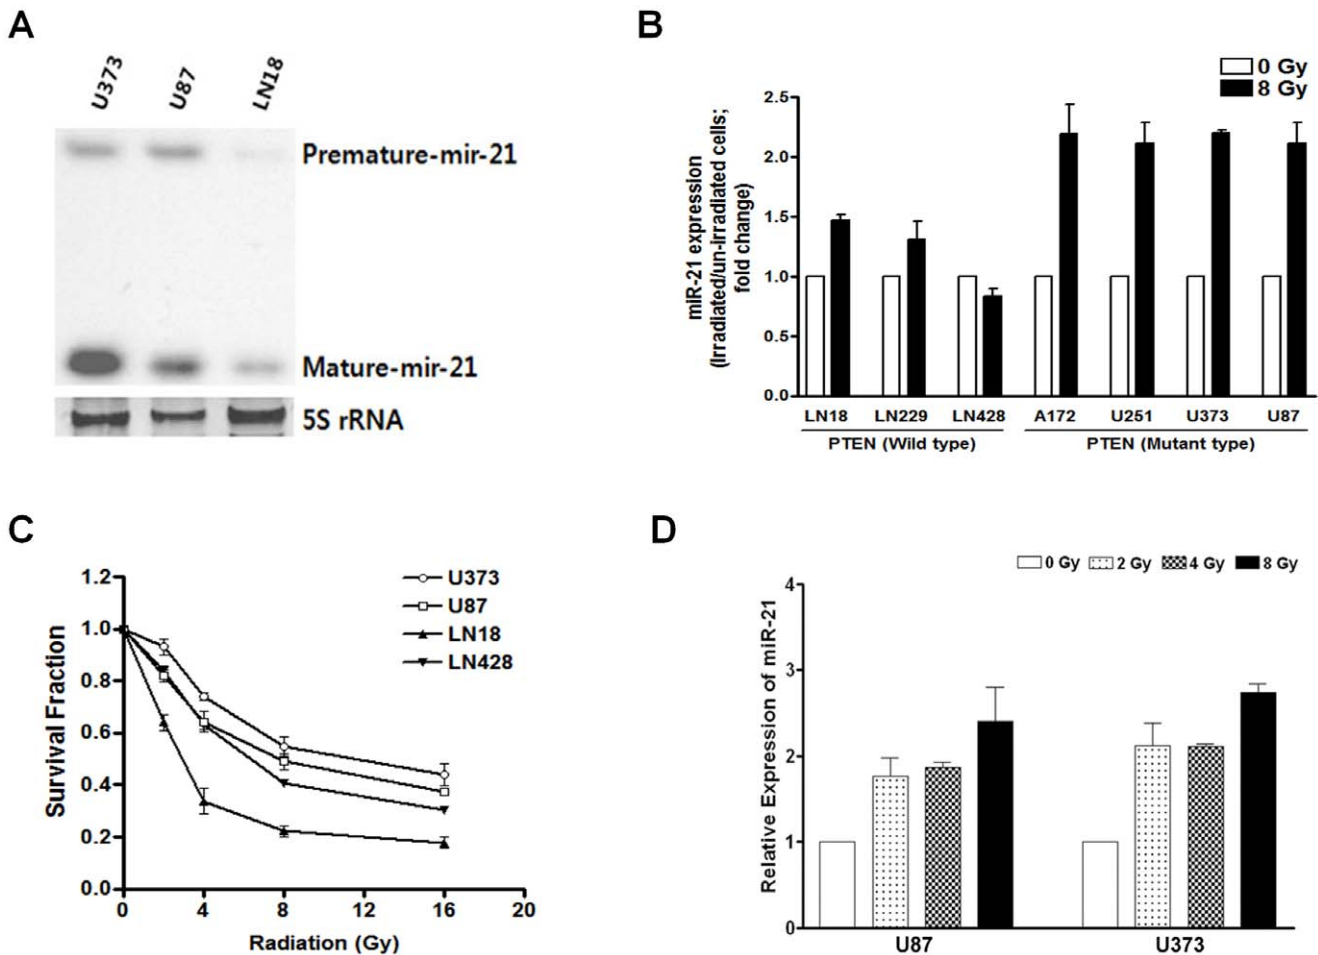 A
U373 U87 LN18
Premature-mir-21
Mature-mir-21
5S rRNA
B
0 Gy
8 Gy
miR-21 expression
(Irradiated/un-Irradiated cells;
fold change)
2.5
2.0
1.5
1.0
0.5
0.0
LN18 LN229 LN428 A172 U251 U373 U87
PTEN (Wild type) PTEN (Mutant type)
C
U373
U87
LN18
LN428
Survival Fraction
1.2
1.0
0.8
0.6
0.4
0.2
0.0
0 4 8 12 16 20
Radiation (Gy)
D
0 Gy 2 Gy 4 Gy 8 Gy
Relative Expression of miR-21
4
3
2
1
0
U87 U373